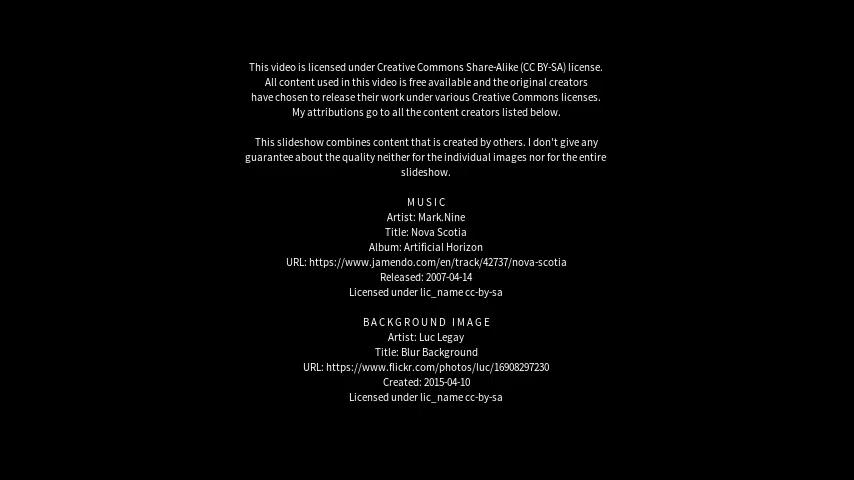 This video is licensed under Creative Commons Share-Alike (CC BY-SA) license.
All content used in this video is free available and the original creators
have chosen to release their work under various Creative Commons licenses.
My attributions go to all the content creators listed below.
This slideshow combines content that is created by others. I don't give any
guarantee about the quality neither for the individual images nor for the entire
slideshow.
MUSIC
Artist: Mark.Nine
Title: Nova Scotia
Album: Artificial Horizon
URL: https://www.jamendo.com/en/track/42737/nova-scotia
Released: 2007-04-14
Licensed under lic_name cc-by-sa
BACKGROUND IMAGE
Artist: Luc Legay
Title: Blur Background
URL: https://www.flickr.com/photos/luc/16908297230
Created: 2015-04-10
Licensed under lic_name cc-by-sa